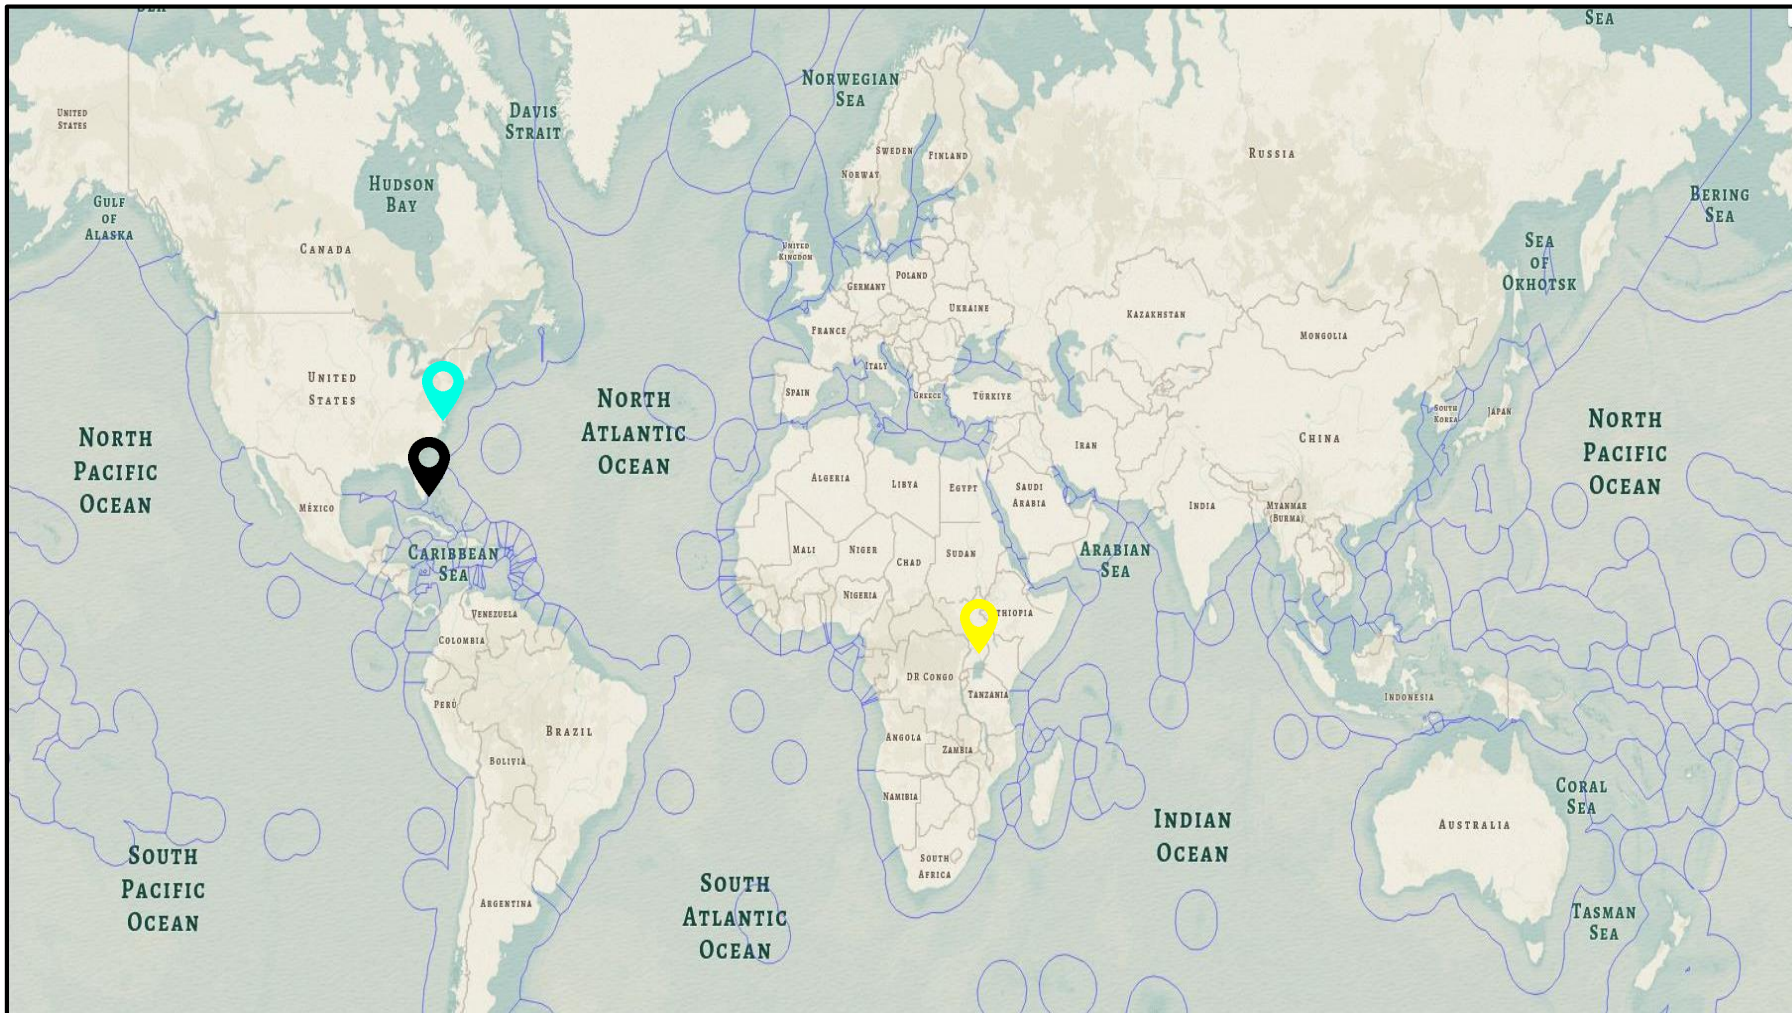 SEA
SEA
NORWEGIAN
SEA
DAVIS
STRAIT
UNITED
STATES
SWEDEN
FINLAND
RUSSIA
NORWAY
HUDSON
BAY
GULF
OF
ALASKA
BERING
SEA
CANADA
UNITED
KINGDOM
SEA
OF
OKHOTSK
POLAND
GERMANY
UKRAINE
KAZAKHSTAN
FRANCE
MONGOLIA
ITALY
UNITED
STATES
SPAIN
GREECE
TÜRKIYE
NORTH
ATLANTIC
OCEAN
SOUTH
KOREA
JAPAN
NORTH
PACIFIC
OCEAN
NORTH
PACIFIC
OCEAN
IRAN
CHINA
ALGERIA
LIBYA
EGYPT
SAUDI
ARABIA
MÉXICO
INDIA
MYANMAR
(BURMA)
CARIBBEAN
SEA
MALI
NIGER
CHAD
SUDAN
ARABIAN
SEA
NIGERIA
THIOPIA
VENEZUELA
COLOMBIA
DR CONGO
TANZANIA
INDONESIA
PERÚ
BRAZIL
ANGOLA
ZAMBIA
BOLIVIA
NAMIBIA
CORAL
SEA
INDIAN
OCEAN
AUSTRALIA
SOUTH
PACIFIC
OCEAN
SOUTH
AFRICA
SOUTH
ATLANTIC
OCEAN
ARGENTINA
TASMAN
SEA